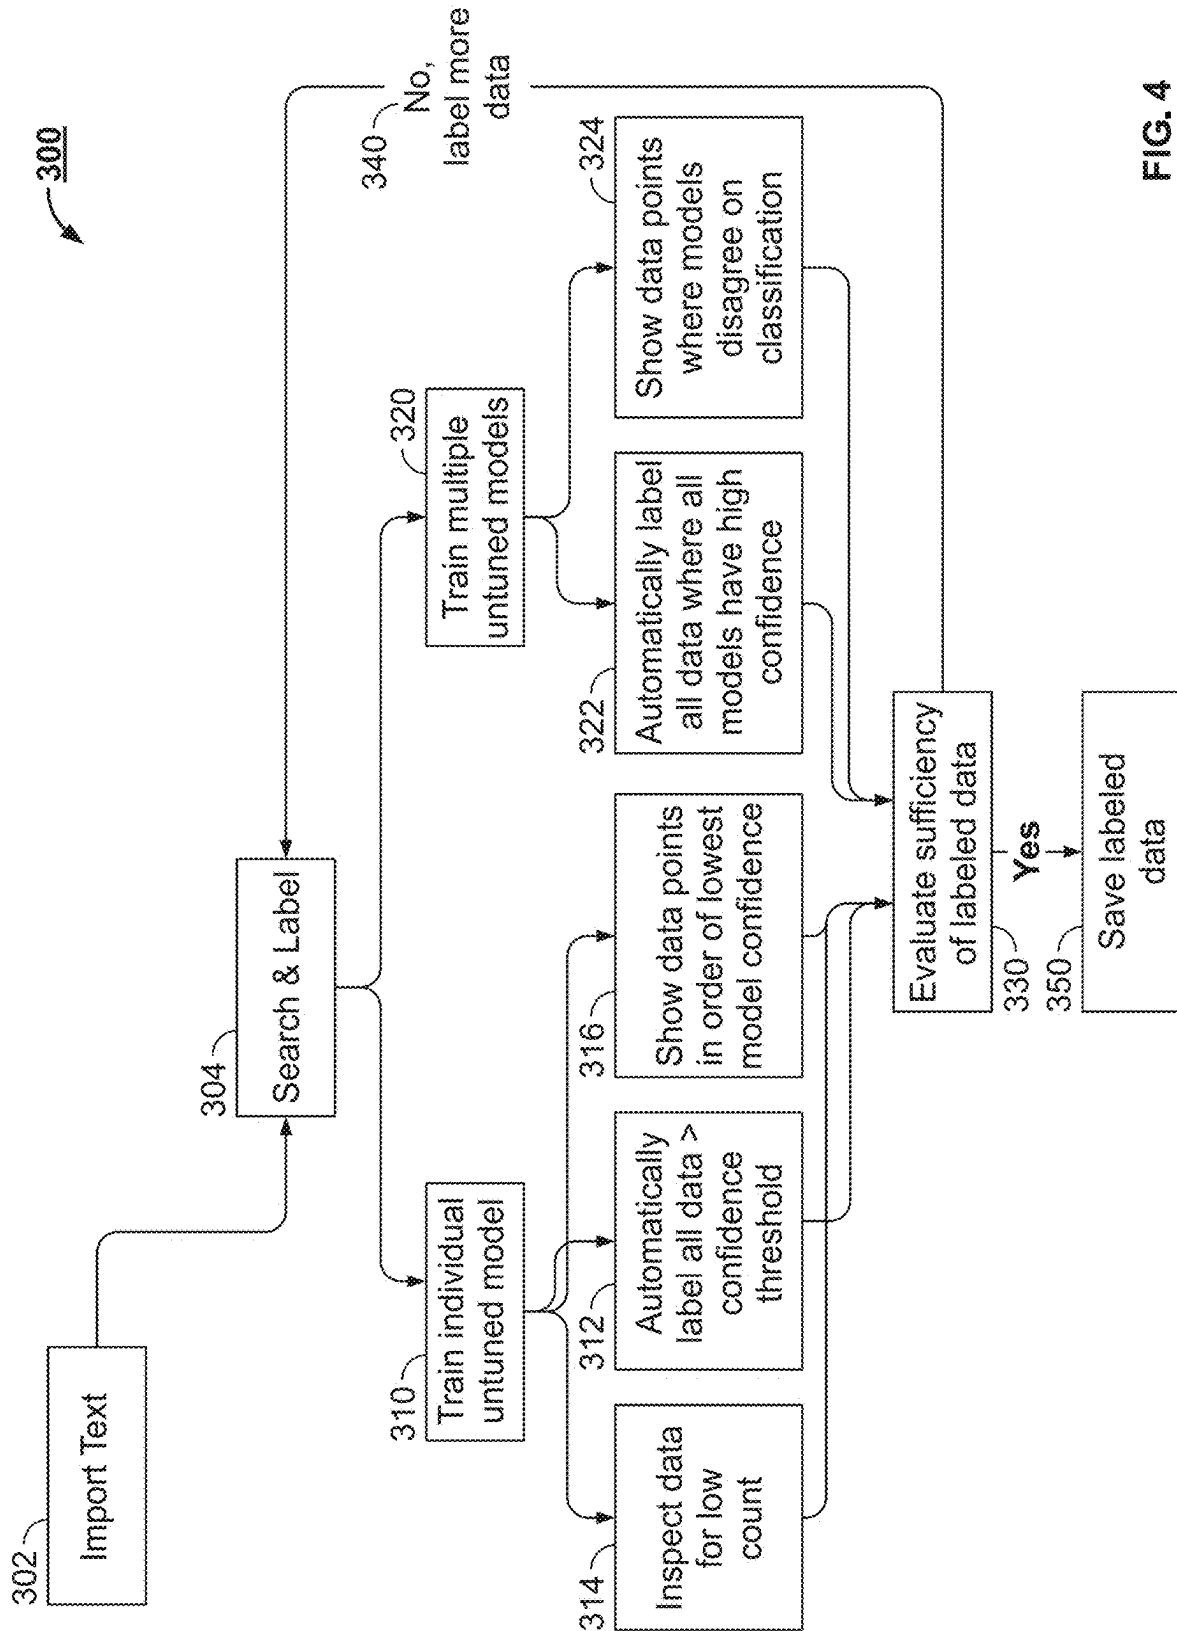 300
302
Import Text
304
Search & Label
340
No,
label more
data
310
Train individual
untuned model
320
Train multiple
untuned models
314
Inspect data
for low
count
312
Automatically
label all data >
confidence
threshold
316
Show data points
in order of lowest
model confidence
322
Automatically label
all data where all
models have high
confidence
324
Show data points
where models
disagree on
classification
330
Evaluate sufficiency
of labeled data
Yes
350
Save labeled
data
FIG. 4